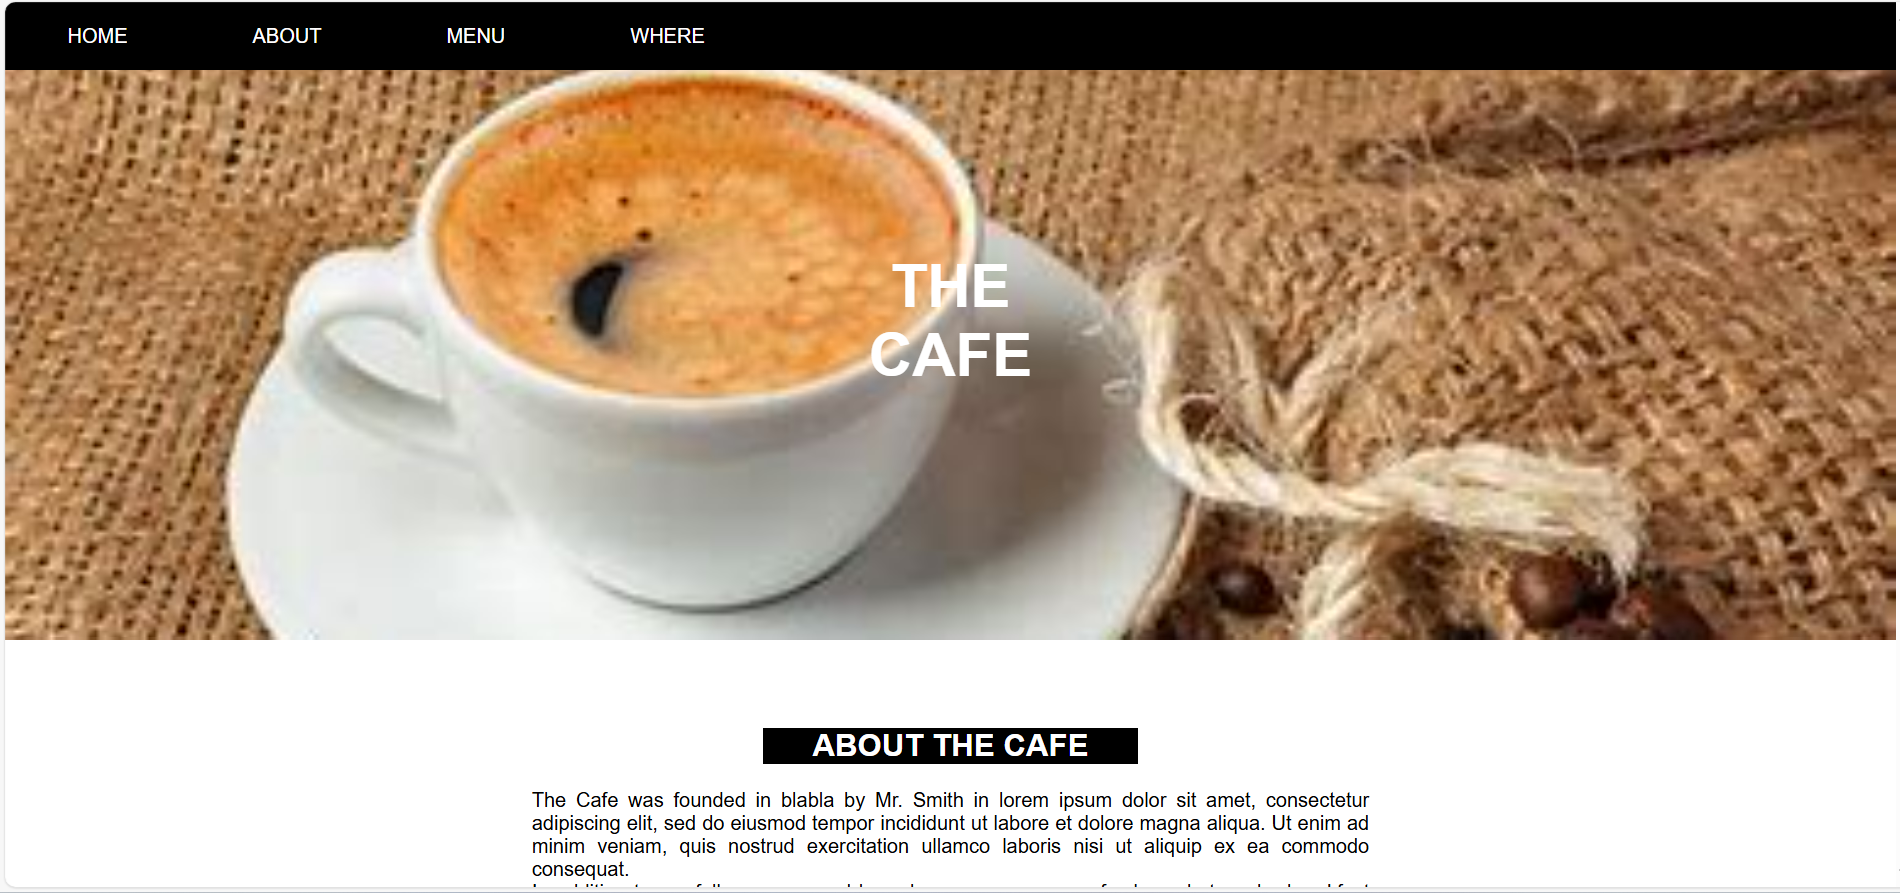 HOME ABOUT MENU WHERE
THE
CAFE
ABOUT THE CAFE
The Cafe was founded in blabla by Mr. Smith in lorem ipsum dolor sit amet, consectetur
adipiscing elit, sed do eiusmod tempor incididunt ut labore et dolore magna aliqua. Ut enim ad
minim veniam, quis nostrud exercitation ullamco laboris nisi ut aliquip ex ea commodo
consequat.